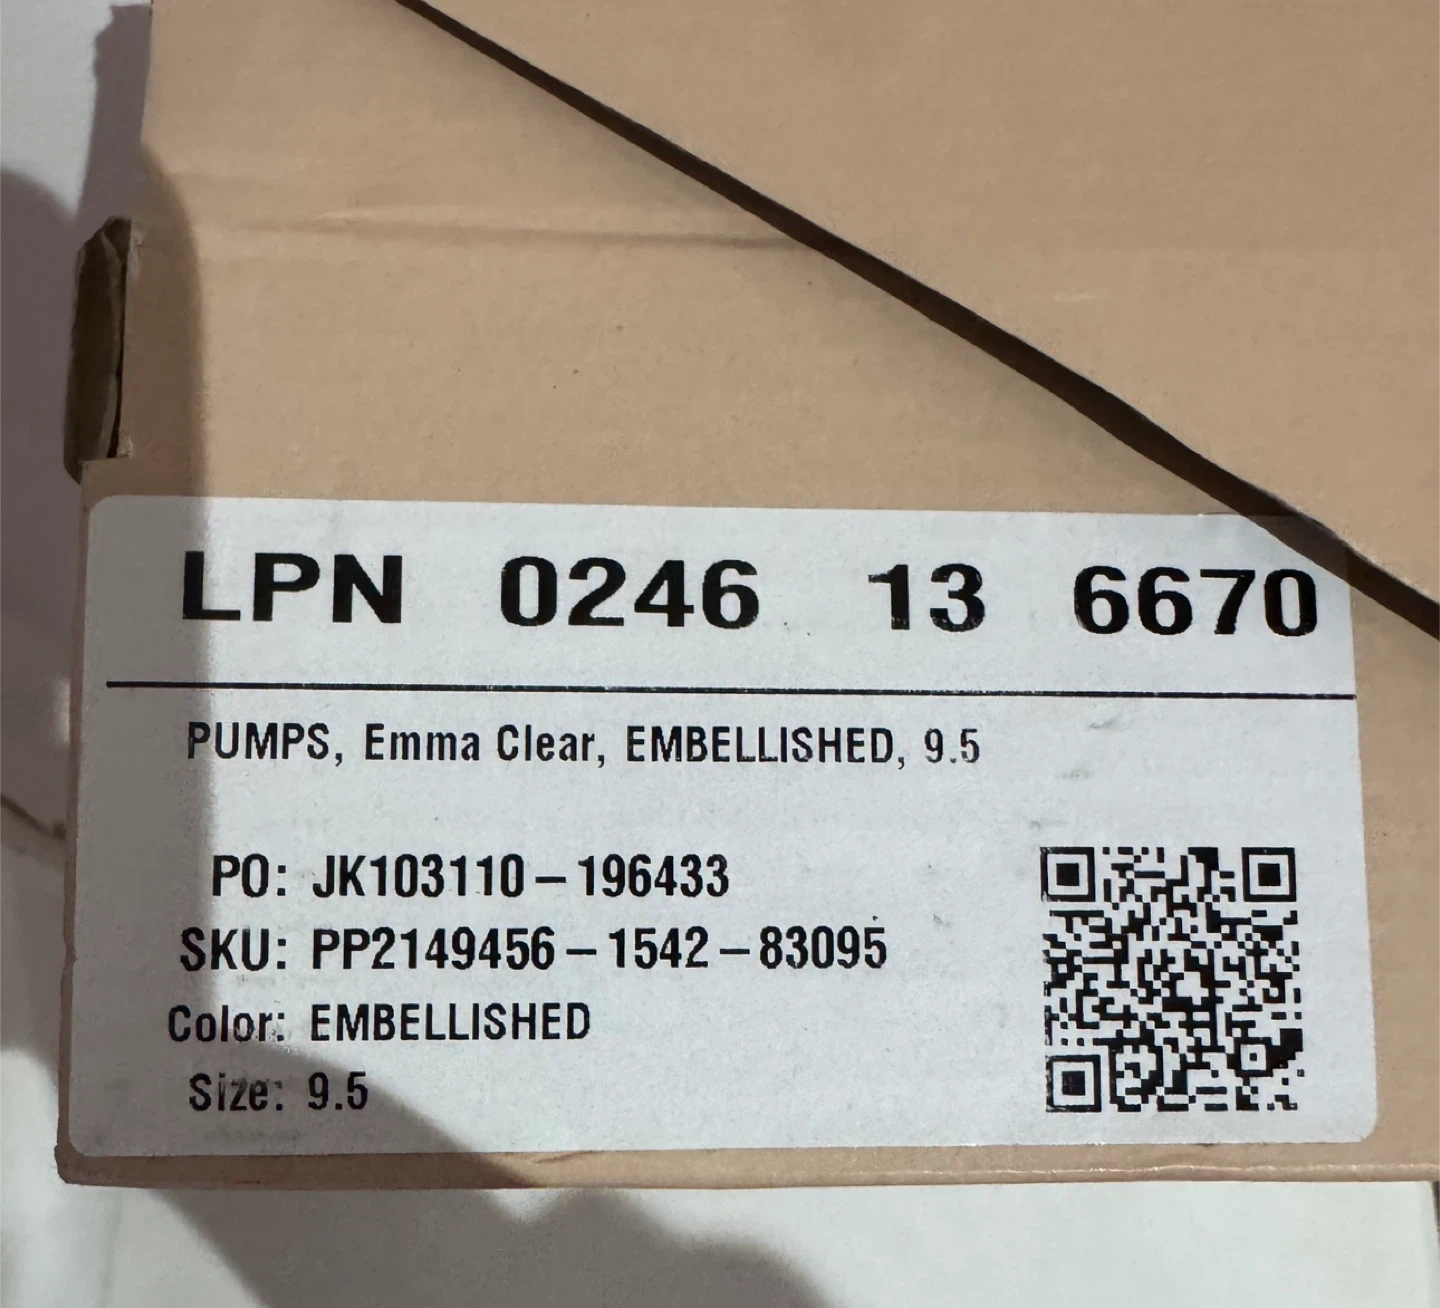 LPN 0246 13 6670
PUMPS, Emma Clear, EMBELLISHED, 9.5
PO: JK103110-196433
SKU: PP2149456-1542-83095
Color: EMBELLISHED
Size: 9.5